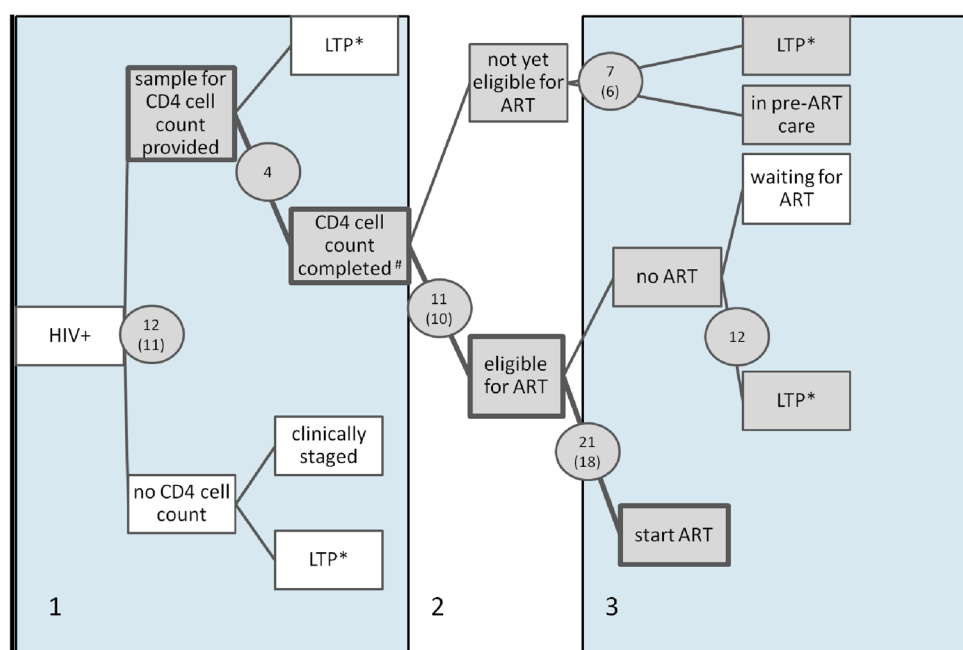 LTP*
sample for
CD4 cell
count
provided
4
CD4 cell
count
completed #
HIV+
12
(11)
clinically
staged
no CD4 cell
count
LTP*
1
not yet
eligible for
ART
11
(10)
eligible
for ART
2
7
(6)
LTP*
in pre-ART
care
waiting for
ART
no ART
12
LTP*
21
(18)
start ART
3